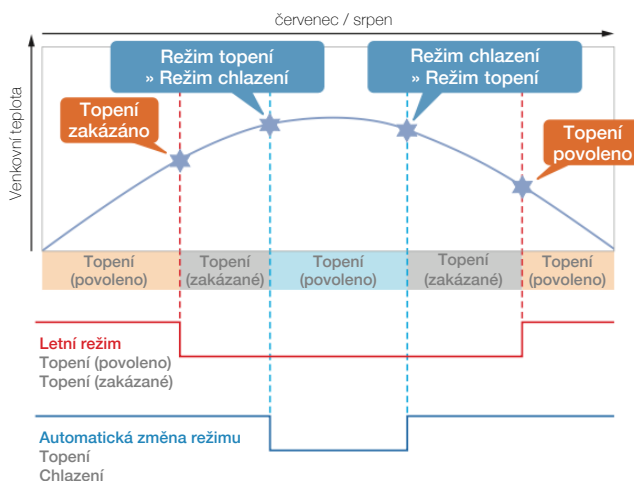 červenec / srpen
Venkovní teplota
Režim topení
» Režim chlazení
Režim chlazení
» Režim topení
Topení
zakázáno
Topení
povoleno
Topení
(povoleno)
Topení
(zakázané)
Topení
(povoleno)
Topení
(zakázané)
Topení
(povoleno)
Letní režim
Topení (povoleno)
Topení (zakázané)
Automatická změna režimu
Topení
Chlazení